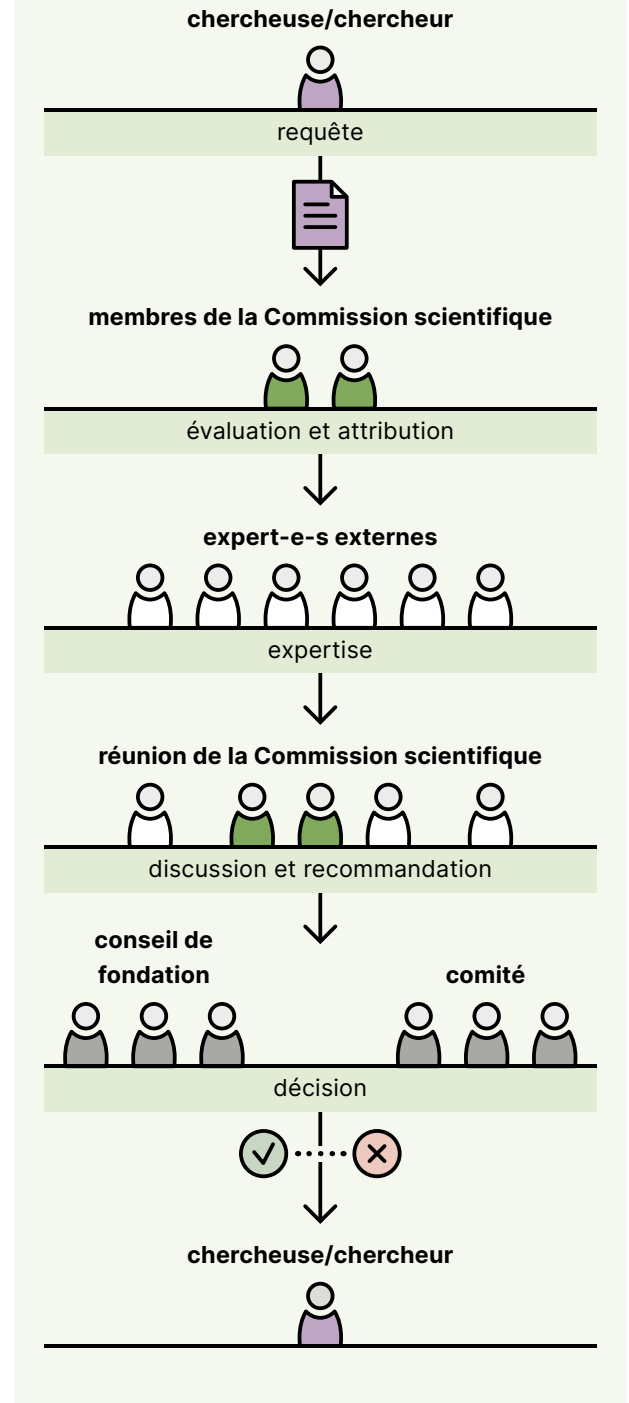 chercheuse/chercheur
requête
membres de la Commission scientifique
évaluation et attribution
expert-e-s externes
expertise
réunion de la Commission scientifique
discussion et recommandation
conseil de
fondation
comité
décision
chercheuse/chercheur